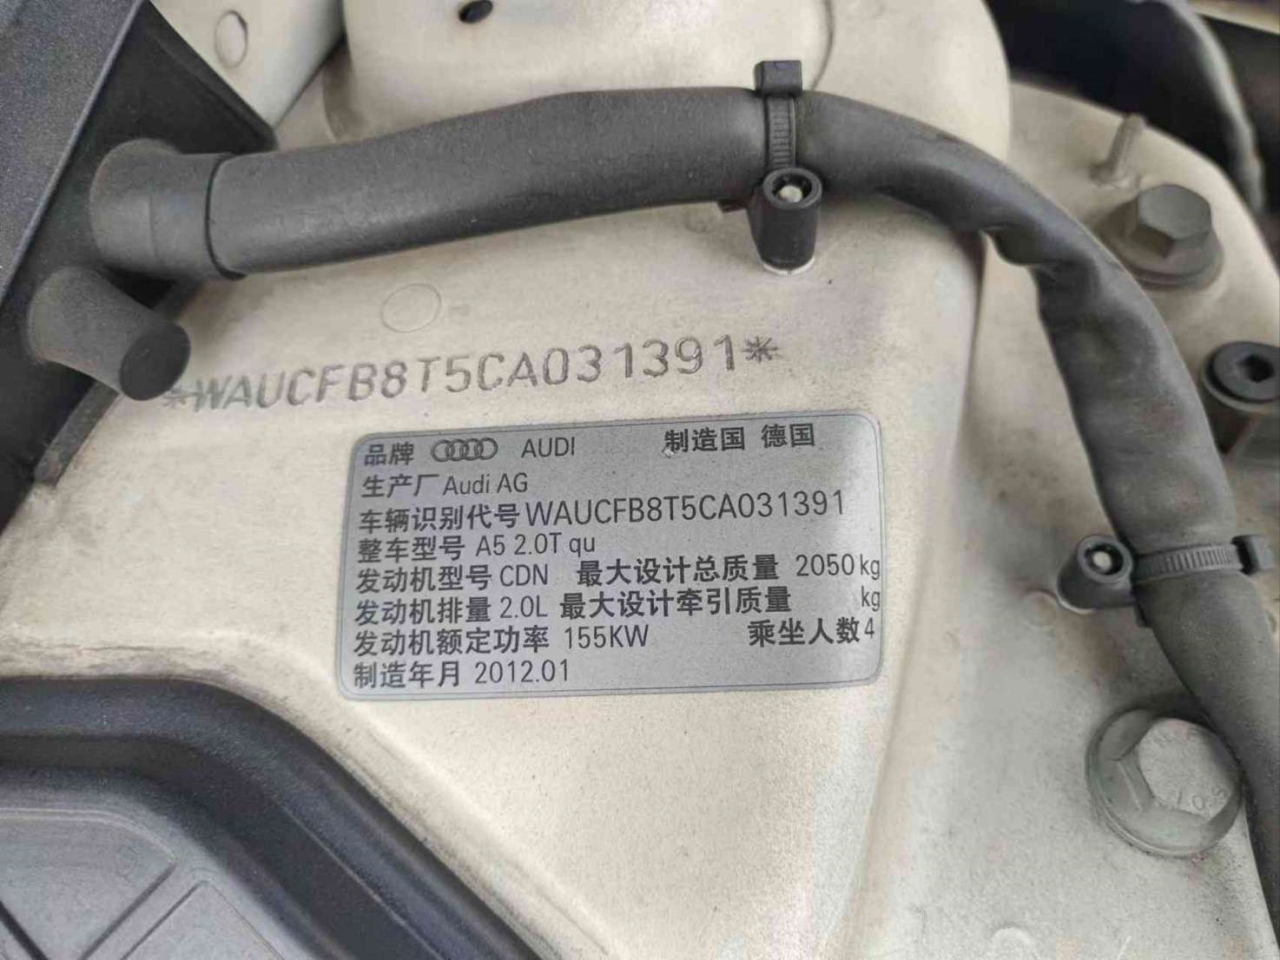 *WAUCFB8T5CA031391*
品牌 AUDI 制造国 德国
生产厂 Audi AG
车辆识别代号 WAUCFB8T5CA031391
整车型号 A5 2.0T qu
发动机型号 CDN 最大设计总质量 2050 kg
发动机排量 2.0L 最大设计牵引质量 kg
发动机额定功率 155KW 乘坐人数 4
制造年月 2012.01